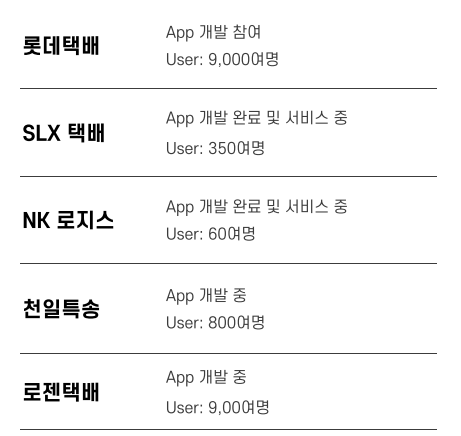 롯데택배
App 개발 참여
User: 9,000여명
SLX 택배
App 개발 완료 및 서비스 중
User: 350여명
NK 로지스
App 개발 완료 및 서비스 중
User: 60여명
천일특송
App 개발 중
User: 800여명
로젠택배
App 개발 중
User: 9,00여명